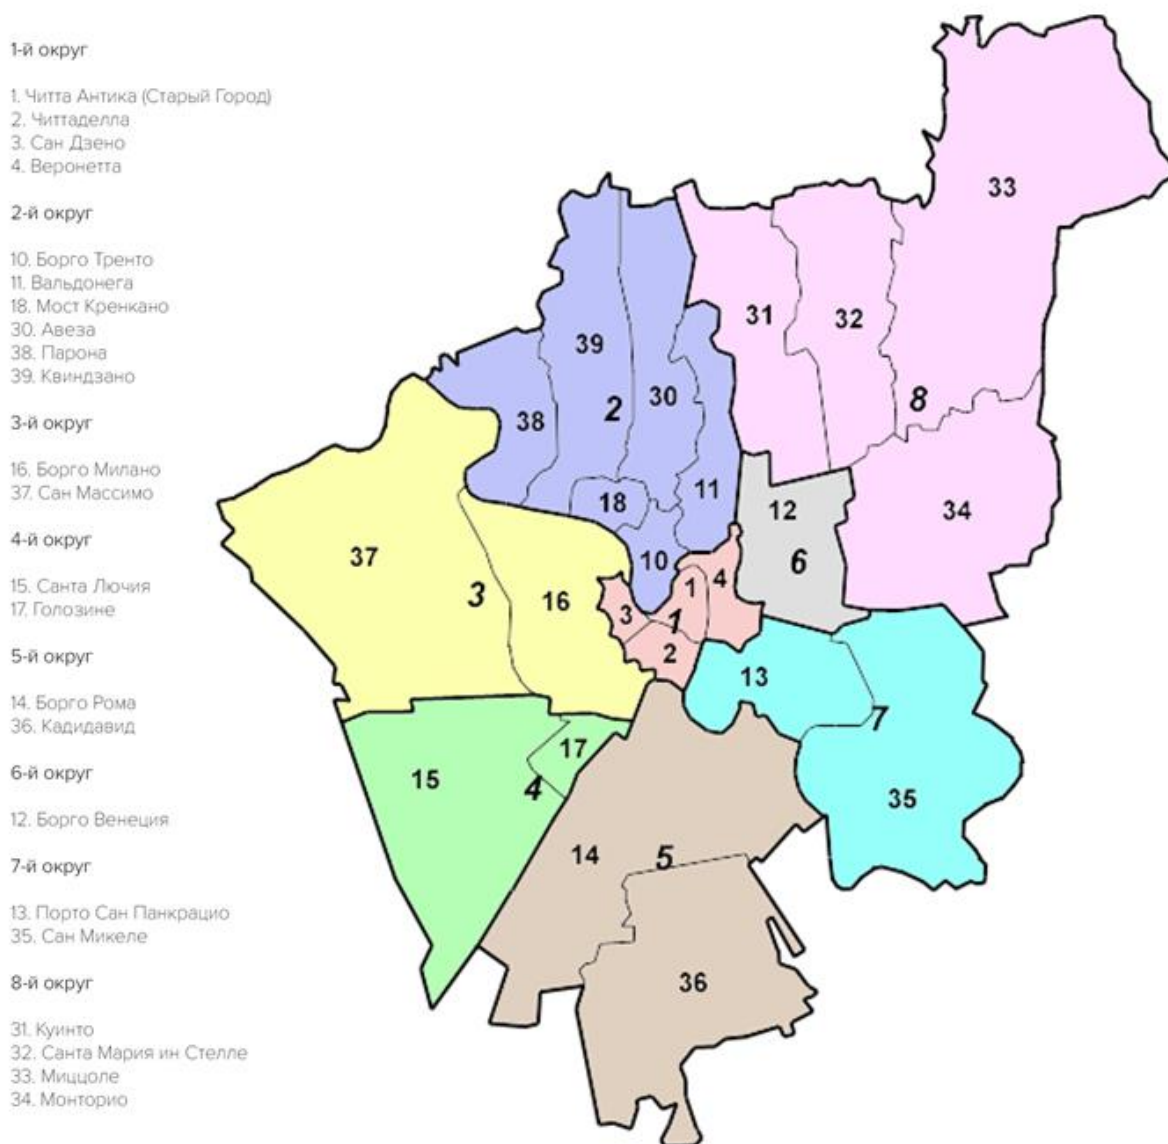 1-й округ
1. Читта Антика (Старый Город)
2. Читтаделла
3. Сан Дзено
4. Веронетта
2-й округ
10. Борго Тренто
11. Вальдонега
18. Мост Кренкано
30. Авеза
38. Парона
39. Квиндзано
3-й округ
16. Борго Милано
37. Сан Массимо
4-й округ
15. Санта Лючия
17. Голозине
5-й округ
14. Борго Рома
36. Кадидавид
6-й округ
12. Борго Венеция
7-й округ
13. Порто Сан Панкрацио
35. Сан Микеле
8-й округ
31. Куинто
32. Санта Мария ин Стелле
33. Миццоле
34. Монторио
33
31
32
39
30
8
38
2
11
18
12
34
37
10
6
4
3
16
1
3
1
2
13
7
17
15
4
35
14
5
36